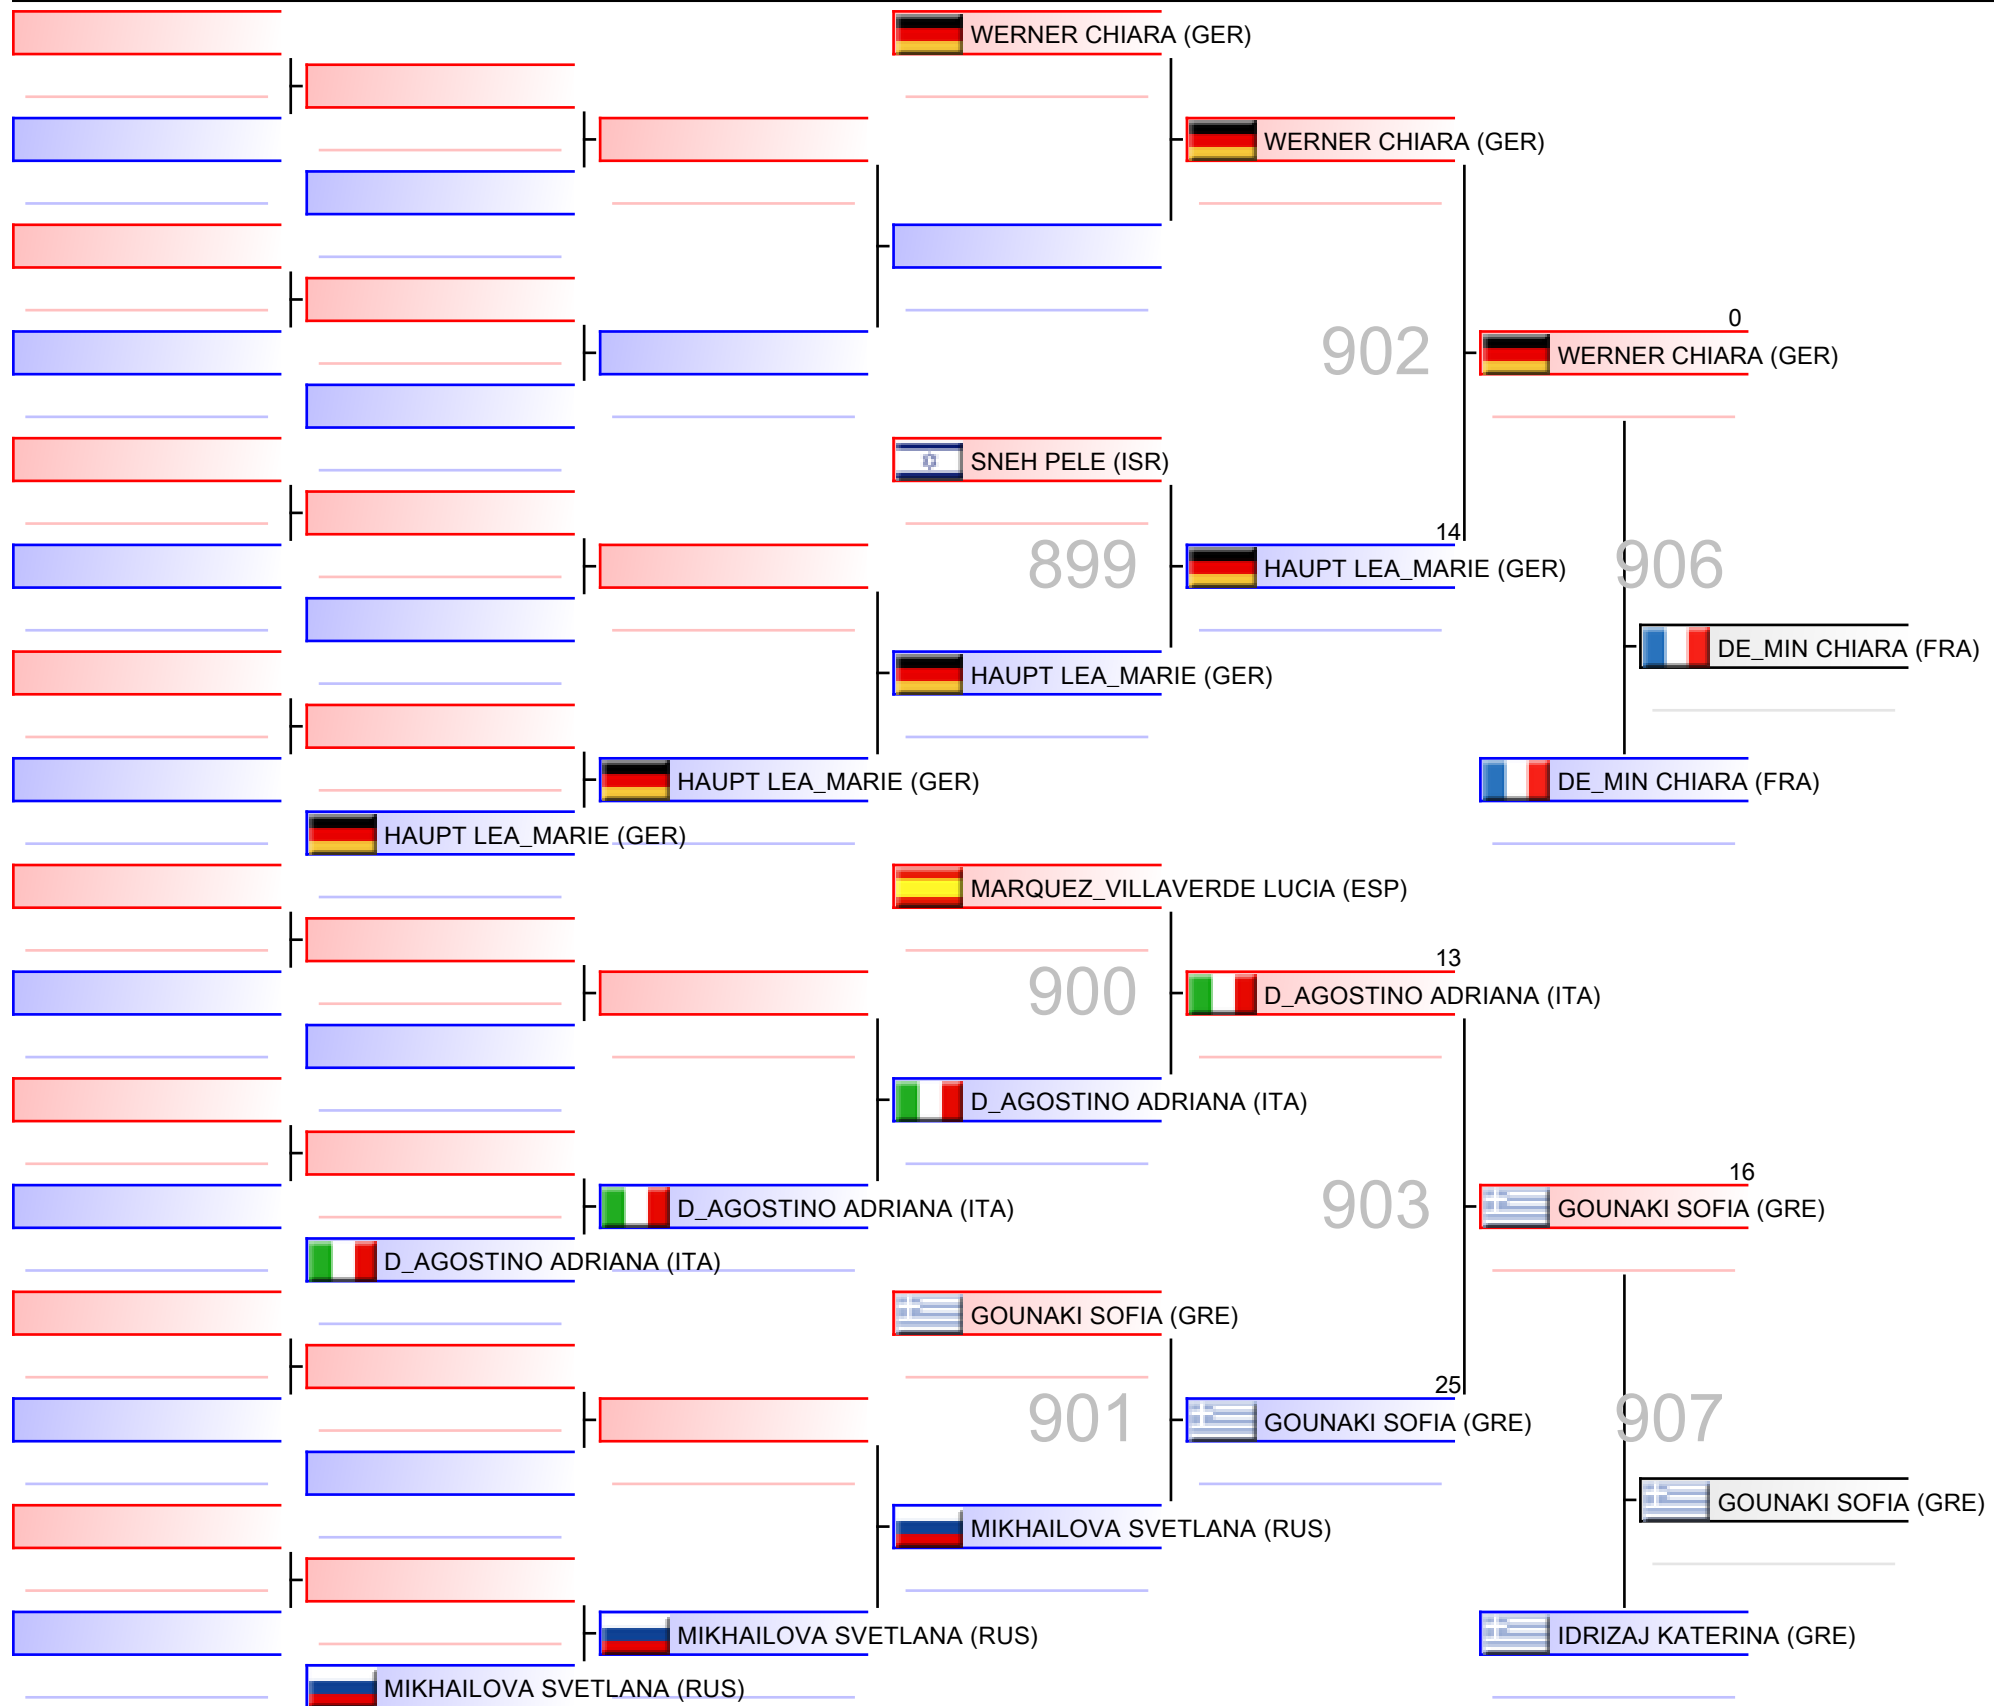 WERNER CHIARA (GER)
WERNER CHIARA (GER)
0
902
WERNER CHIARA (GER)
SNEH PELE (ISR)
14
899
HAUPT LEA_MARIE (GER)
906
DE_MIN CHIARA (FRA)
HAUPT LEA_MARIE (GER)
HAUPT LEA_MARIE (GER)
DE_MIN CHIARA (FRA)
HAUPT LEA_MARIE (GER)
MARQUEZ_VILLAVERDE LUCIA (ESP)
13
900
D_AGOSTINO ADRIANA (ITA)
D_AGOSTINO ADRIANA (ITA)
16
903
D_AGOSTINO ADRIANA (ITA)
GOUNAKI SOFIA (GRE)
D_AGOSTINO ADRIANA (ITA)
GOUNAKI SOFIA (GRE)
25
901
GOUNAKI SOFIA (GRE)
907
GOUNAKI SOFIA (GRE)
MIKHAILOVA SVETLANA (RUS)
MIKHAILOVA SVETLANA (RUS)
IDRIZAJ KATERINA (GRE)
MIKHAILOVA SVETLANA (RUS)